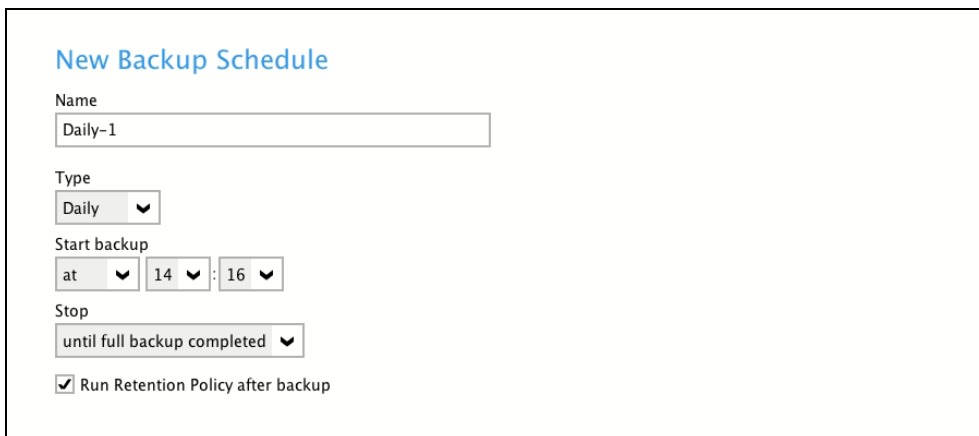 New Backup Schedule
Name
Daily-1
Type
Daily
Start backup
at 14 : 16
Stop
until full backup completed
Run Retention Policy after backup